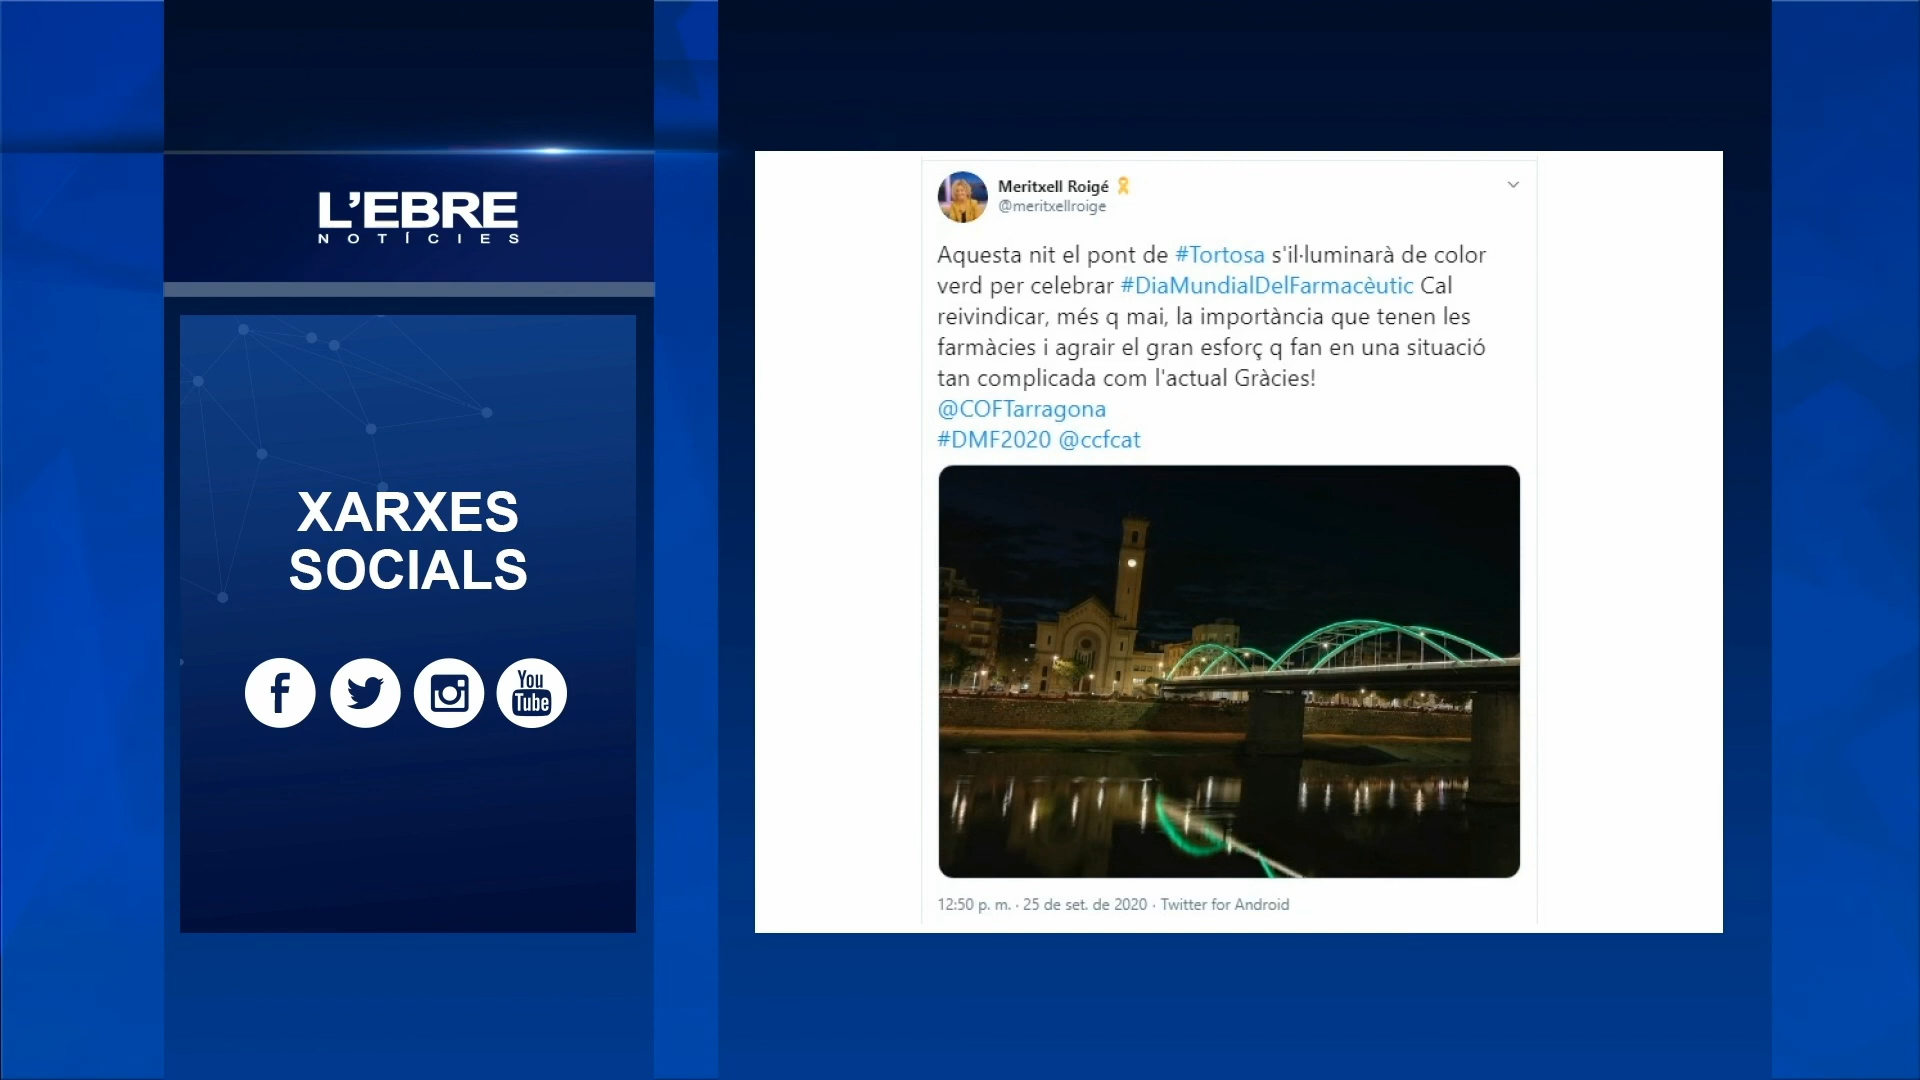 L'EBRE
NOTÍCIES
XARXES
SOCIALS
You
Tube
Meritxell Roigé
@meritxellroige
Aquesta nit el pont de #Tortosa s'il·luminarà de color
verd per celebrar #DiaMundialDelFarmacèutic Cal
reivindicar, més q mai, la importància que tenen les
farmàcies i agrair el gran esforç q fan en una situació
tan complicada com l'actual Gràcies!
@COFTarragona
#DMF2020 @ccfcat
12:50 p. m. · 25 de set. de 2020 · Twitter for Android